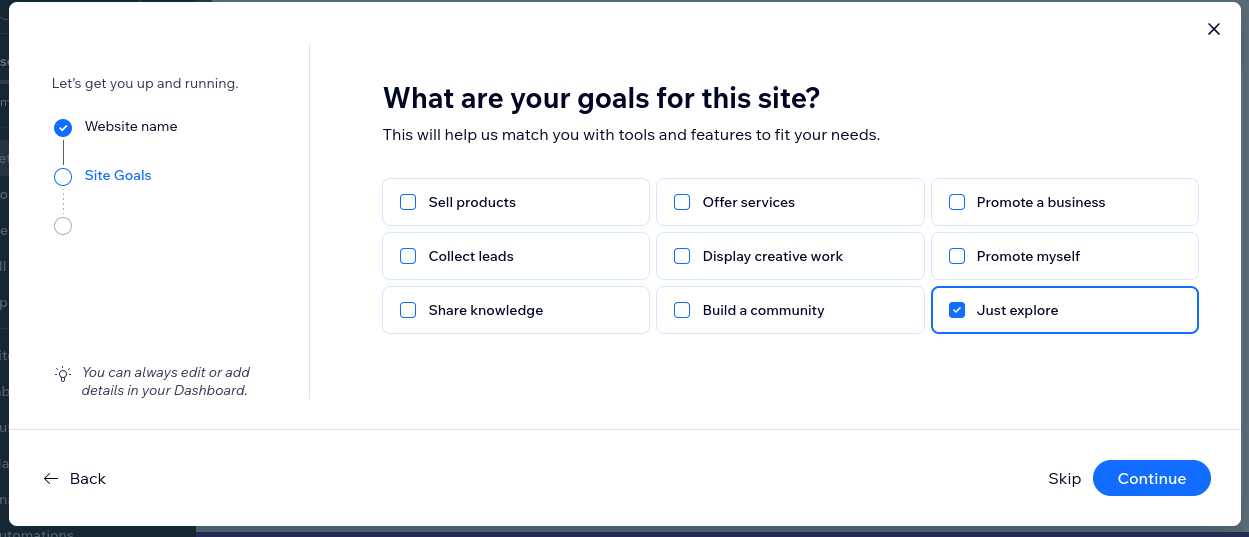 Let's get you up and running.
Website name
Site Goals
You can always edit or add
details in your Dashboard.
What are your goals for this site?
This will help us match you with tools and features to fit your needs.
Sell products
Offer services
Promote a business
Collect leads
Display creative work
Promote myself
Share knowledge
Build a community
Just explore
Back
Skip
Continue